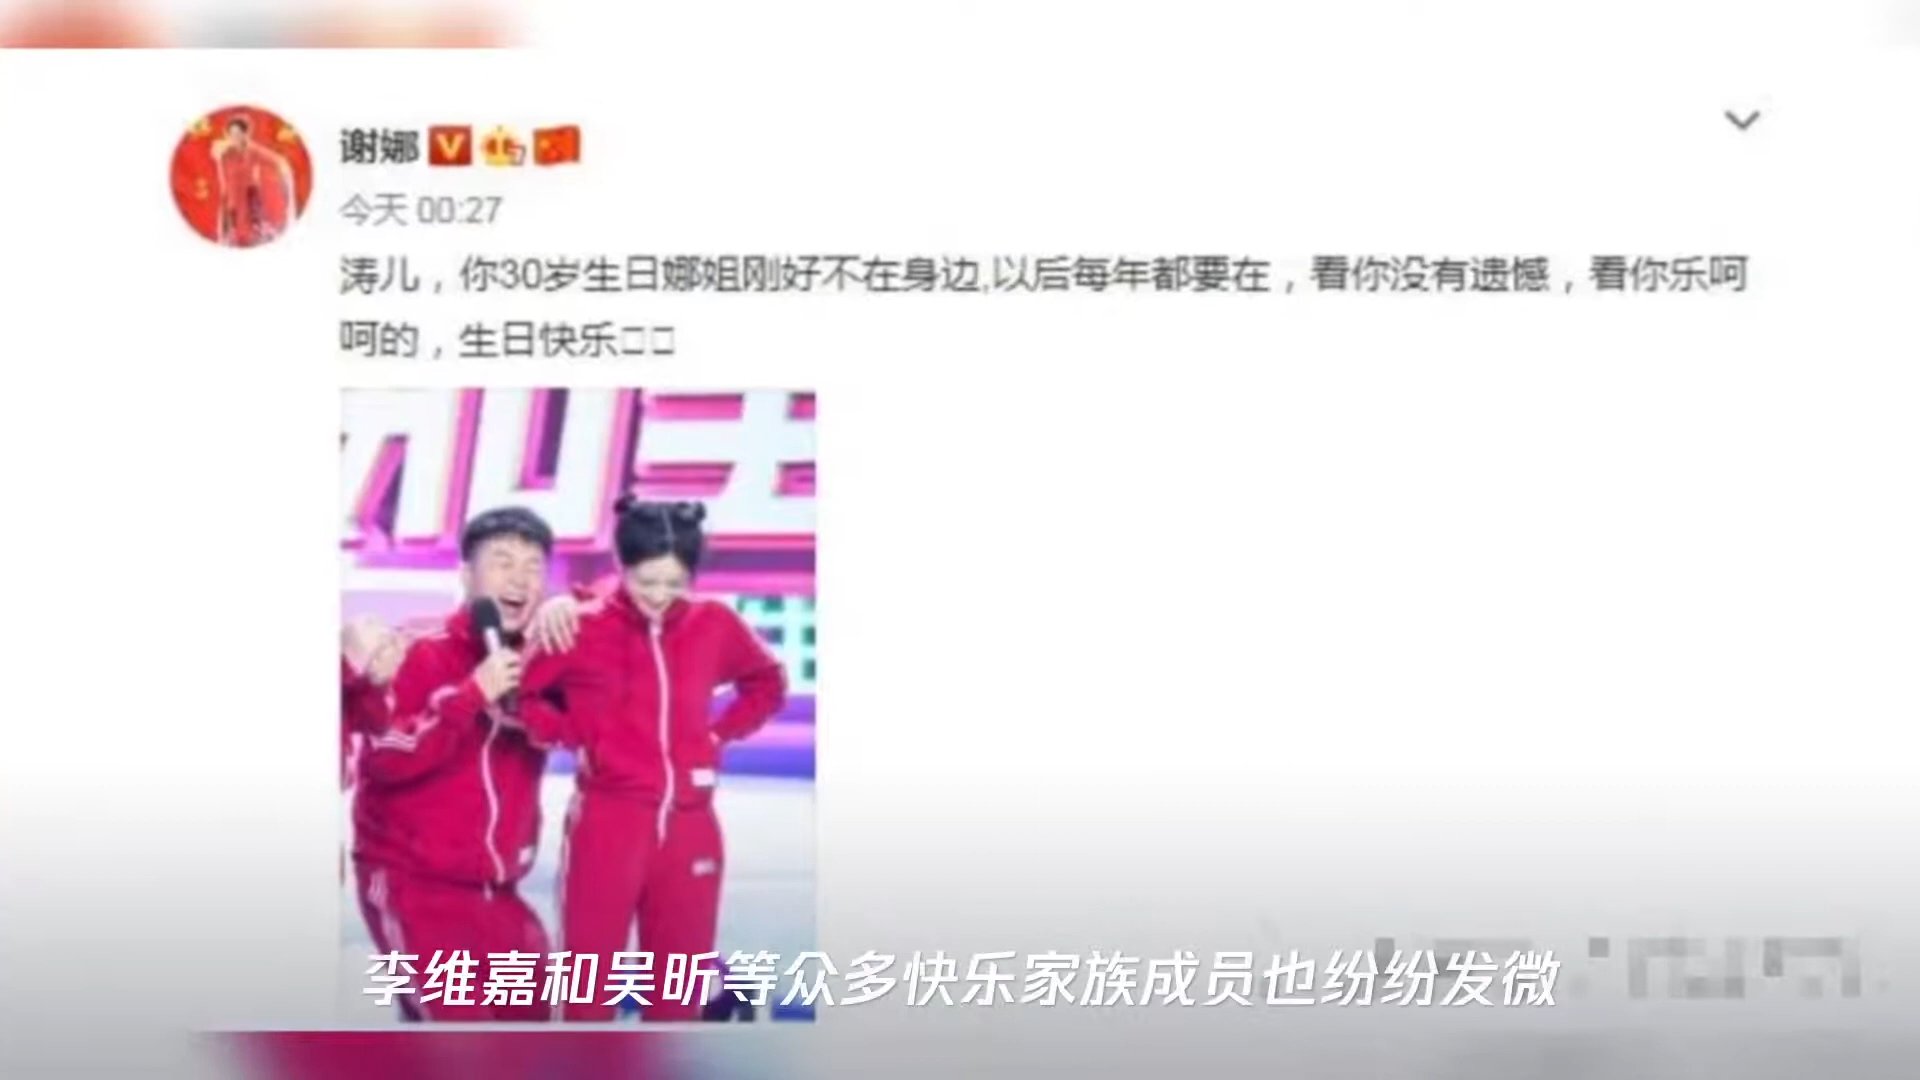 谢娜
今天 00:27
涛儿，你30岁生日娜姐刚好不在身边,以后每年都要在，看你没有遗憾，看你乐呵
呵的，生日快乐
李维嘉和吴昕等众多快乐家族成员也纷纷发微